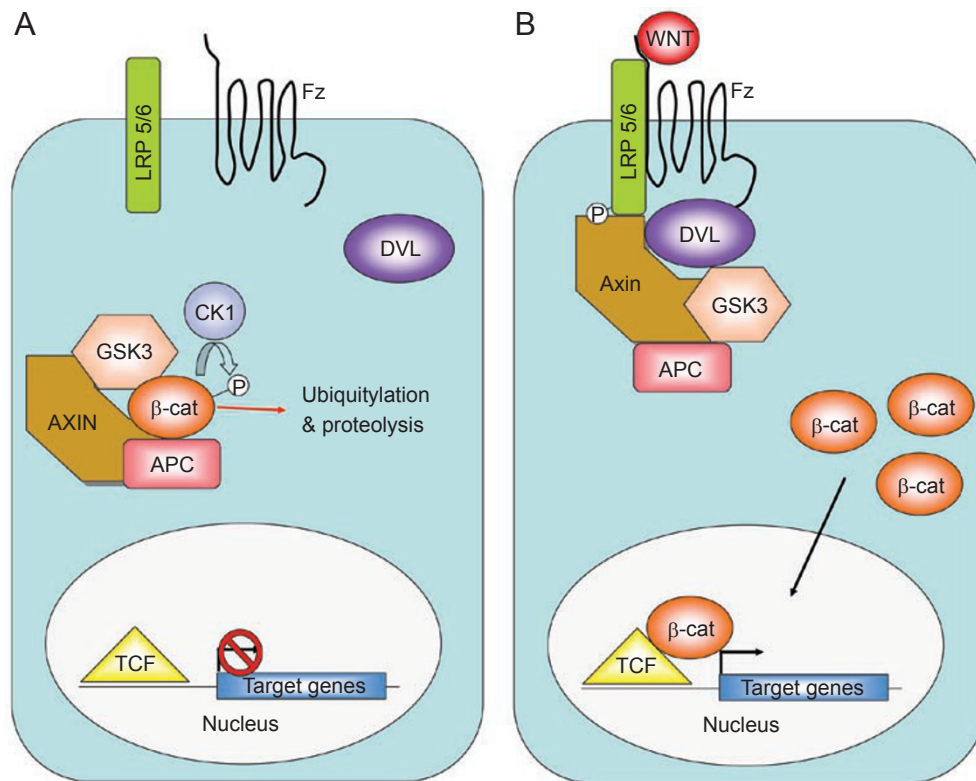 A
LRP 5/6
Fz
DVL
CK1
GSK3
P
β-cat
AXIN
APC
Ubiquitylation
& proteolysis
TCF
Target genes
Nucleus
B
WNT
LRP 5/6
Fz
P
DVL
Axin
GSK3
APC
β-cat
β-cat
β-cat
β-cat
TCF
Target genes
Nucleus